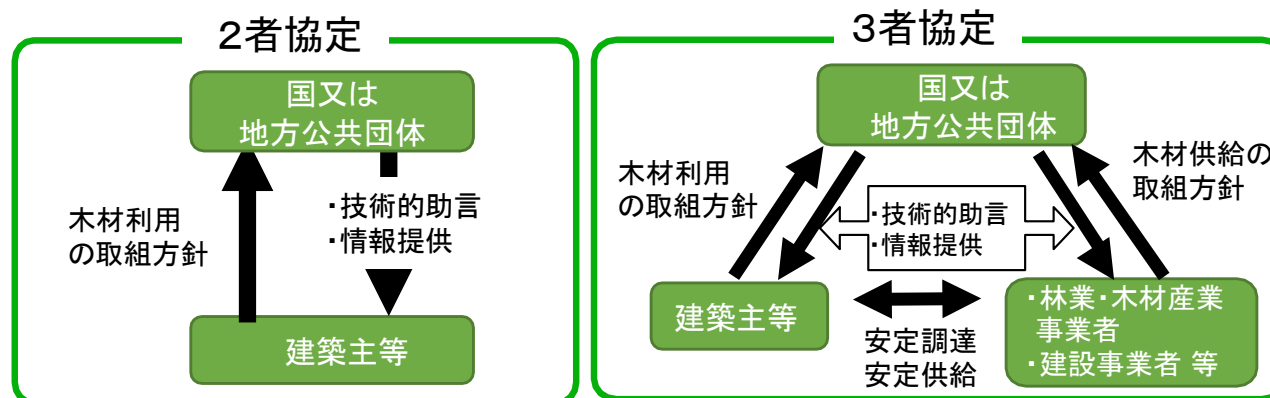 2者協定
国又は
地方公共団体
木材利用
の取組方針
・技術的助言
・情報提供
建築主等
3者協定
国又は
地方公共団体
木材利用
の取組方針
木材供給の
取組方針
・技術的助言
・情報提供
建築主等
安定調達
安定供給
・林業・木材産業
事業者
・建設事業者 等